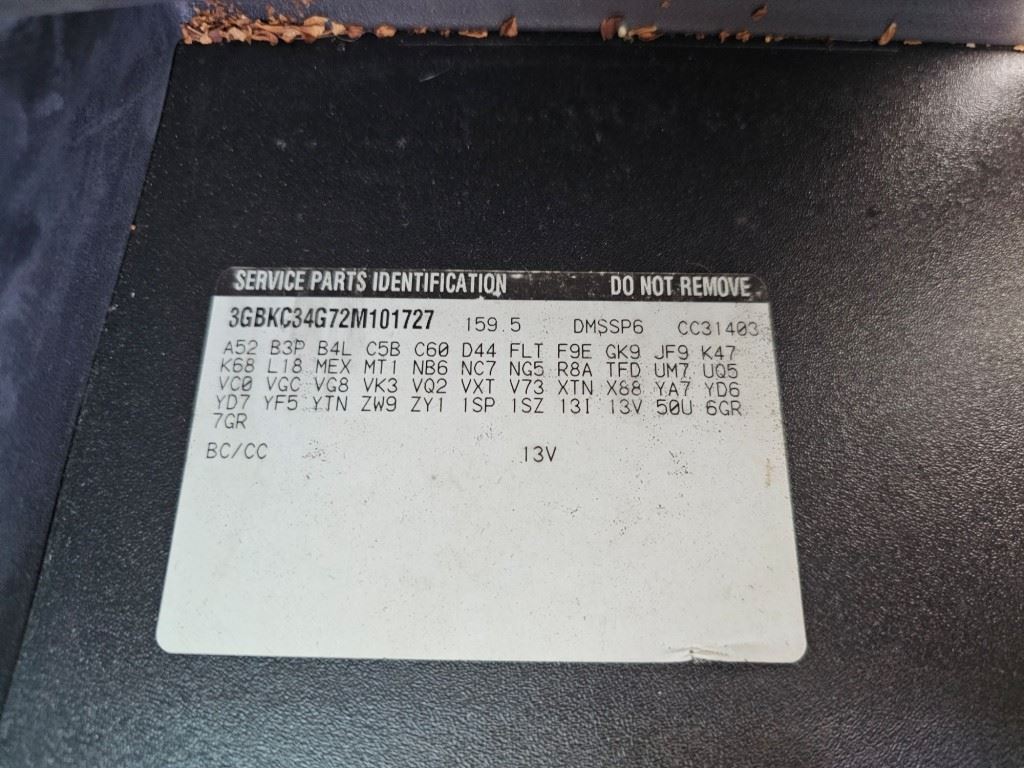 SERVICE PARTS IDENTIFICATION DO NOT REMOVE
3GBKC34G72M101727 159.5 DMSSP6 CC31403
A52 B3P B4L C5B C60 D44 FLT F9E GK9 JF9 K47
K68 L18 MEX MT1 NB6 NC7 NG5 R8A TFD UM7 UQ5
VC0 VGC VG8 VK3 VQ2 VXT V73 XTN X88 YA7 YD6
YD7 YF5 YTN ZW9 ZY1 1SP 1SZ 13I 13V 50U 6GR
7GR
BC/CC 13V